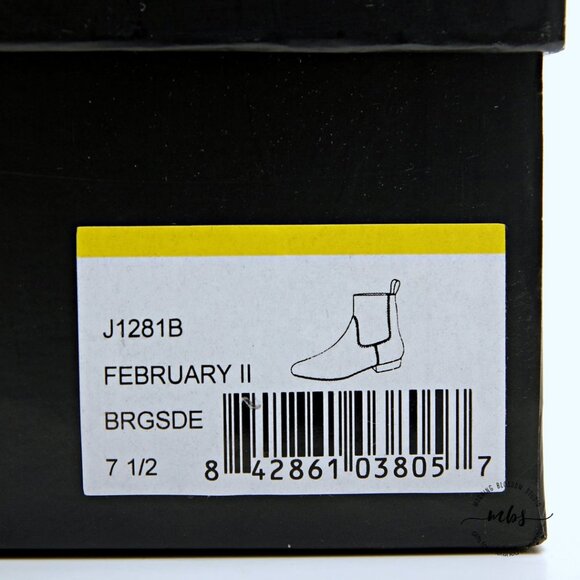 J1281B
FEBRUARY II
BRGSDE
7 1/2
8 42861 03805 7
mbs